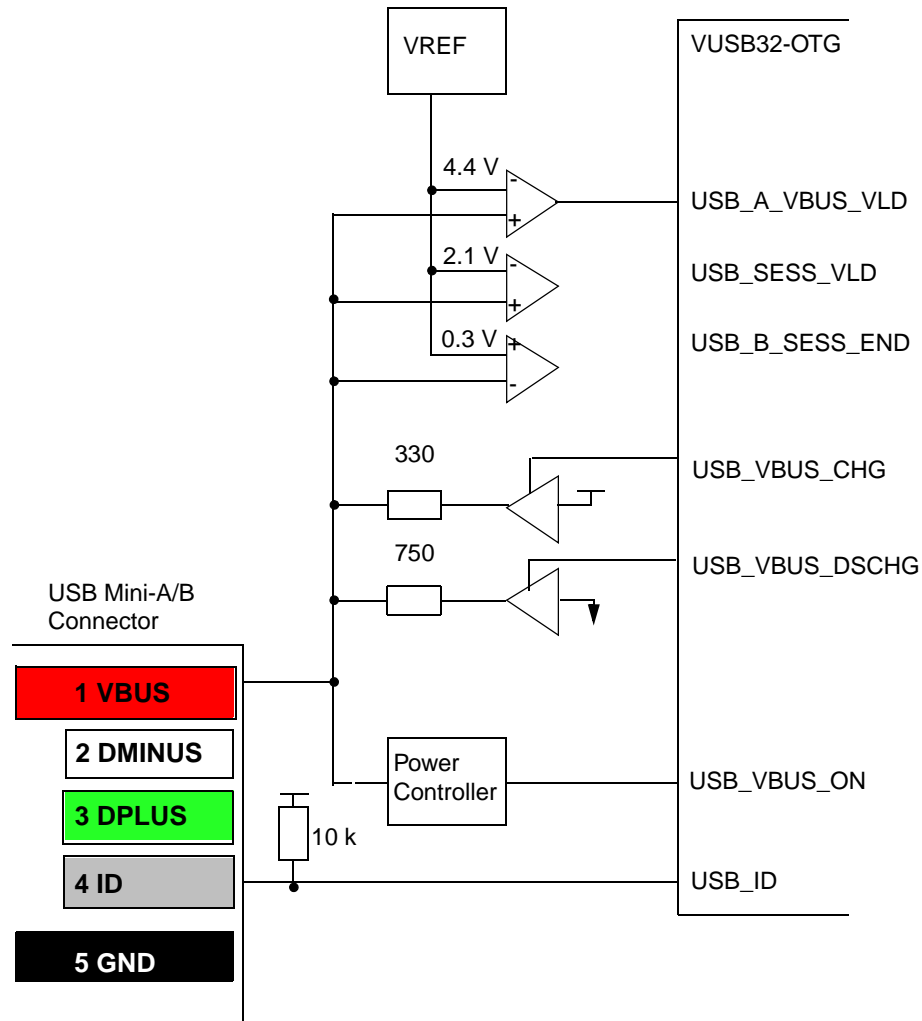 VREF
VUSB32-OTG
4.4 V
-
+
USB_A_VBUS_VLD
2.1 V
-
+
USB_SESS_VLD
0.3 V
+
-
USB_B_SESS_END
330
USB_VBUS_CHG
750
USB_VBUS_DSCHG
USB Mini-A/B
Connector
1 VBUS
2 DMINUS
3 DPLUS
4 ID
5 GND
Power
Controller
USB_VBUS_ON
10 k
USB_ID